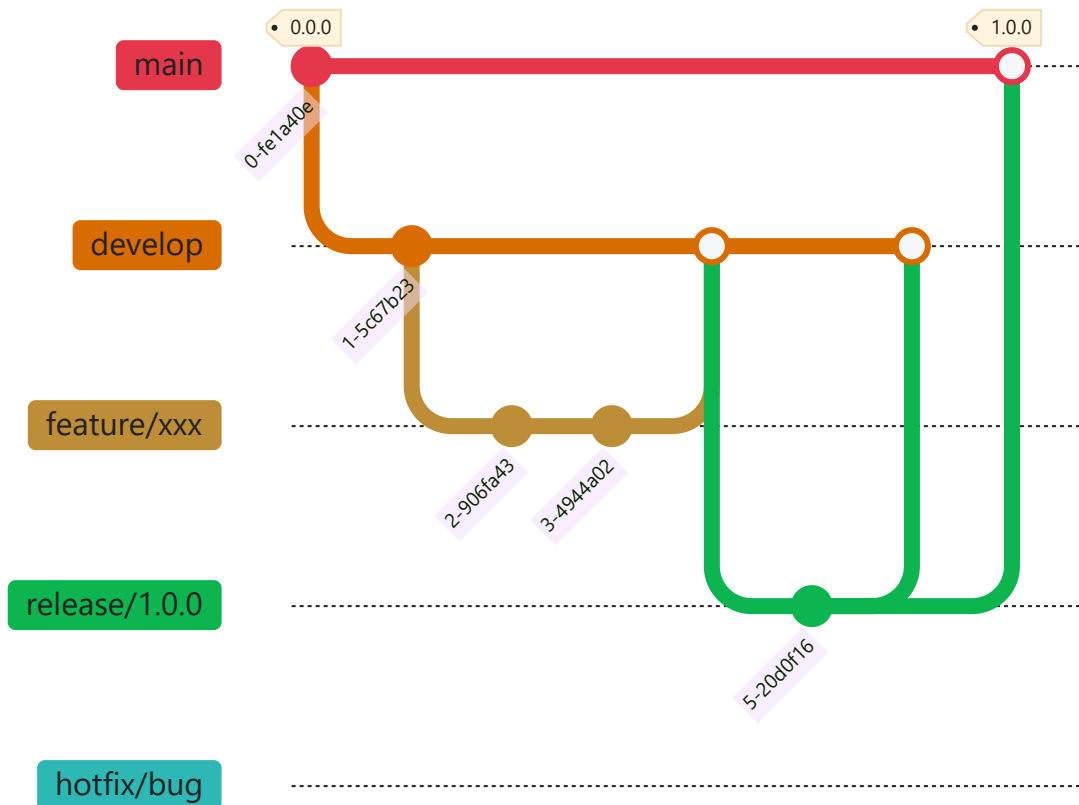 0.0.0
1.0.0
main
0-fe1a40e
develop
1-5c67b23
feature/xxx
2-906fa43
3-4944a02
release/1.0.0
5-20d0f16
hotfix/bug